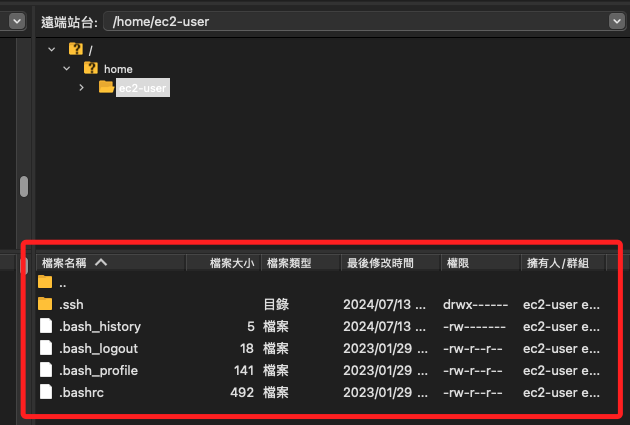 遠端站台: /home/ec2-user
/
home
ec2-user
檔案名稱 檔案大小 檔案類型 最後修改時間 權限 擁有人/群組
..
.ssh 目錄 2024/07/13 ... drwx------ ec2-user e...
.bash_history 5 檔案 2024/07/13 ... -rw------- ec2-user e...
.bash_logout 18 檔案 2023/01/29 ... -rw-r--r-- ec2-user e...
.bash_profile 141 檔案 2023/01/29 ... -rw-r--r-- ec2-user e...
.bashrc 492 檔案 2023/01/29 ... -rw-r--r-- ec2-user e...